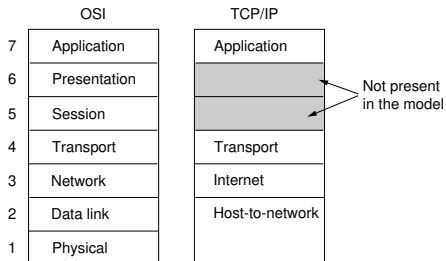 OSI TCP/IP
7 Application Application
6 Presentation
Not present
in the model
5 Session
4 Transport Transport
3 Network Internet
2 Data link Host-to-network
1 Physical